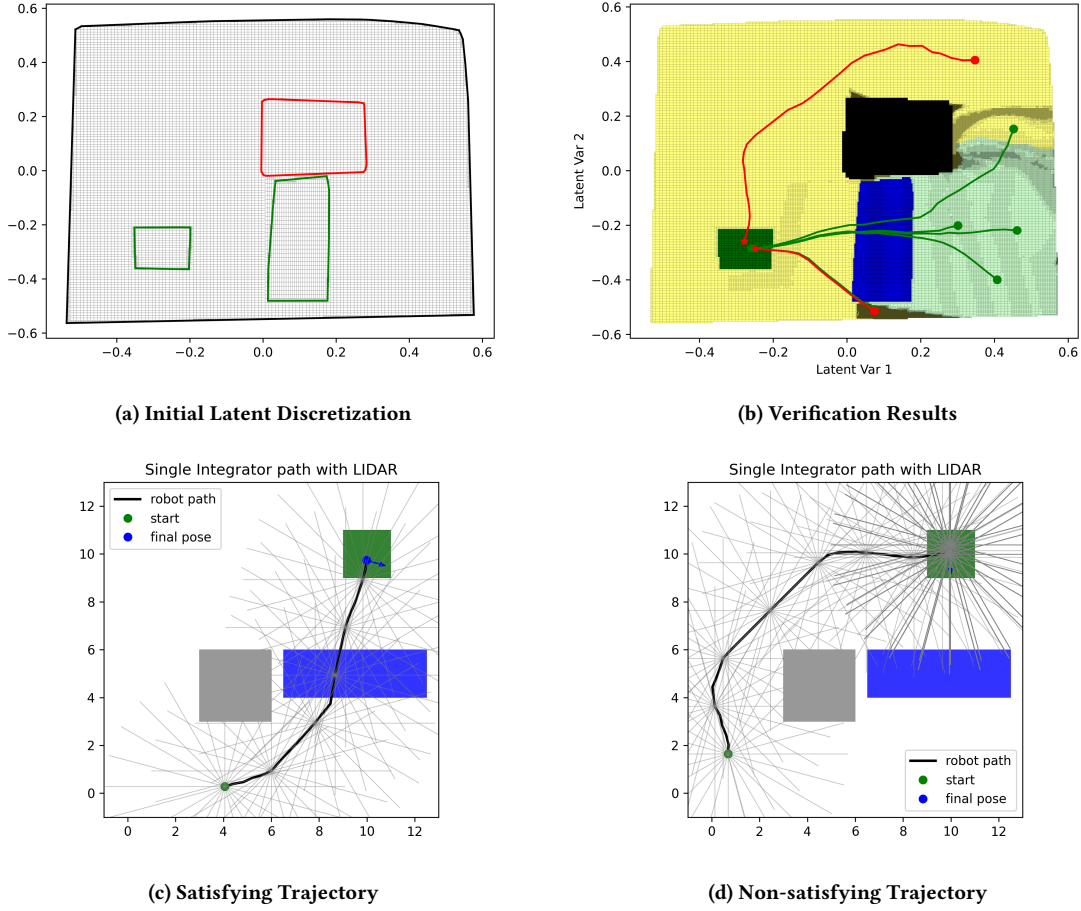 0.6
0.4
0.2
0.0
−0.2
−0.4
−0.6
−0.4 −0.2 0.0 0.2 0.4 0.6
(a) Initial Latent Discretization
Latent Var 2
0.6
0.4
0.2
0.0
−0.2
−0.4
−0.6
−0.4 −0.2 0.0 0.2 0.4 0.6
Latent Var 1
(b) Verification Results
Single Integrator path with LIDAR
robot path
start
final pose
12
10
8
6
4
2
0
0 2 4 6 8 10 12
(c) Satisfying Trajectory
Single Integrator path with LIDAR
12
10
8
6
4
2
0
robot path
start
final pose
0 2 4 6 8 10 12
(d) Non-satisfying Trajectory